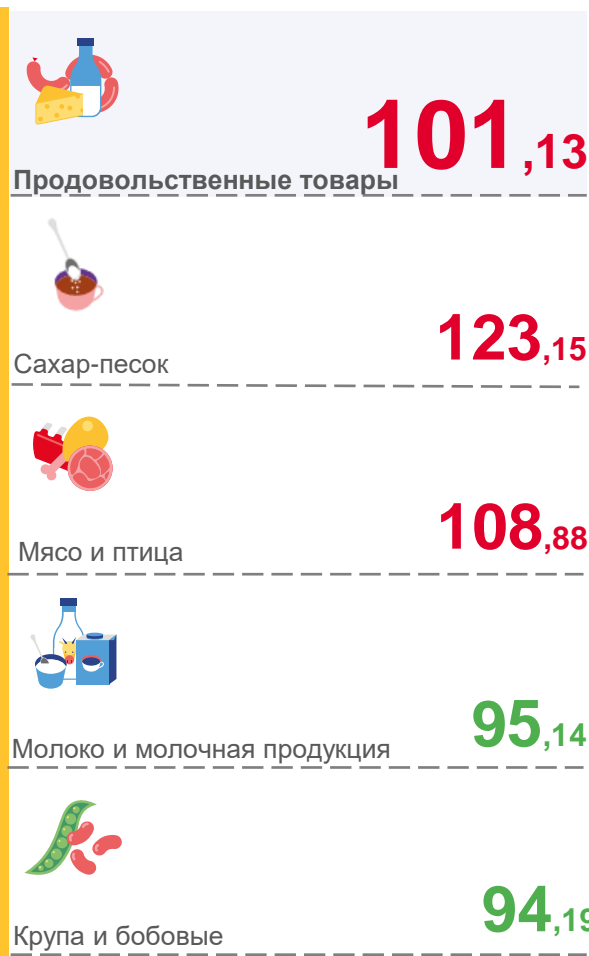 101,13
Продовольственные товары
123,15
Сахар-песок
108,88
Мясо и птица
95,14
Молоко и молочная продукция
94,19
Крупа и бобовые